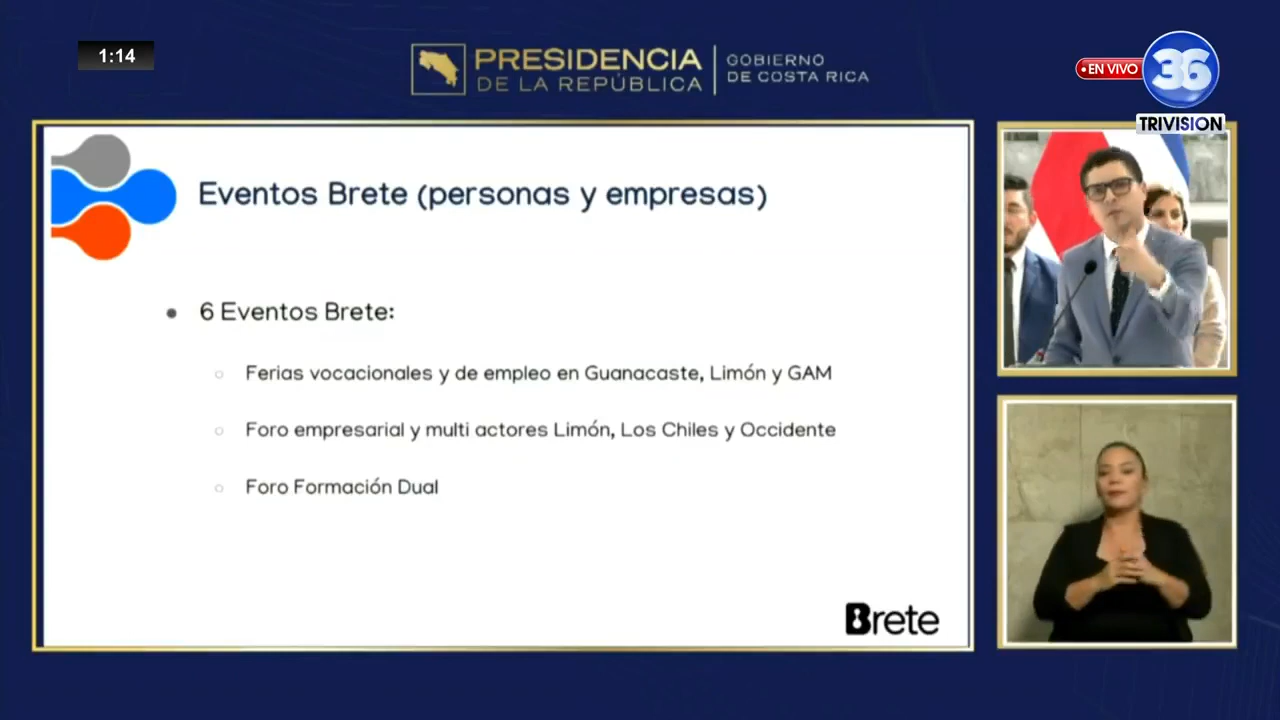 1:14
PRESIDENCIA
DE LA REPÚBLICA
GOBIERNO
DE COSTA RICA
EN VIVO
36
TRIVISION
Eventos Brete (personas y empresas)
6 Eventos Brete:
Ferias vocacionales y de empleo en Guanacaste, Limón y GAM
Foro empresarial y multi actores Limón, Los Chiles y Occidente
Foro Formación Dual
Brete